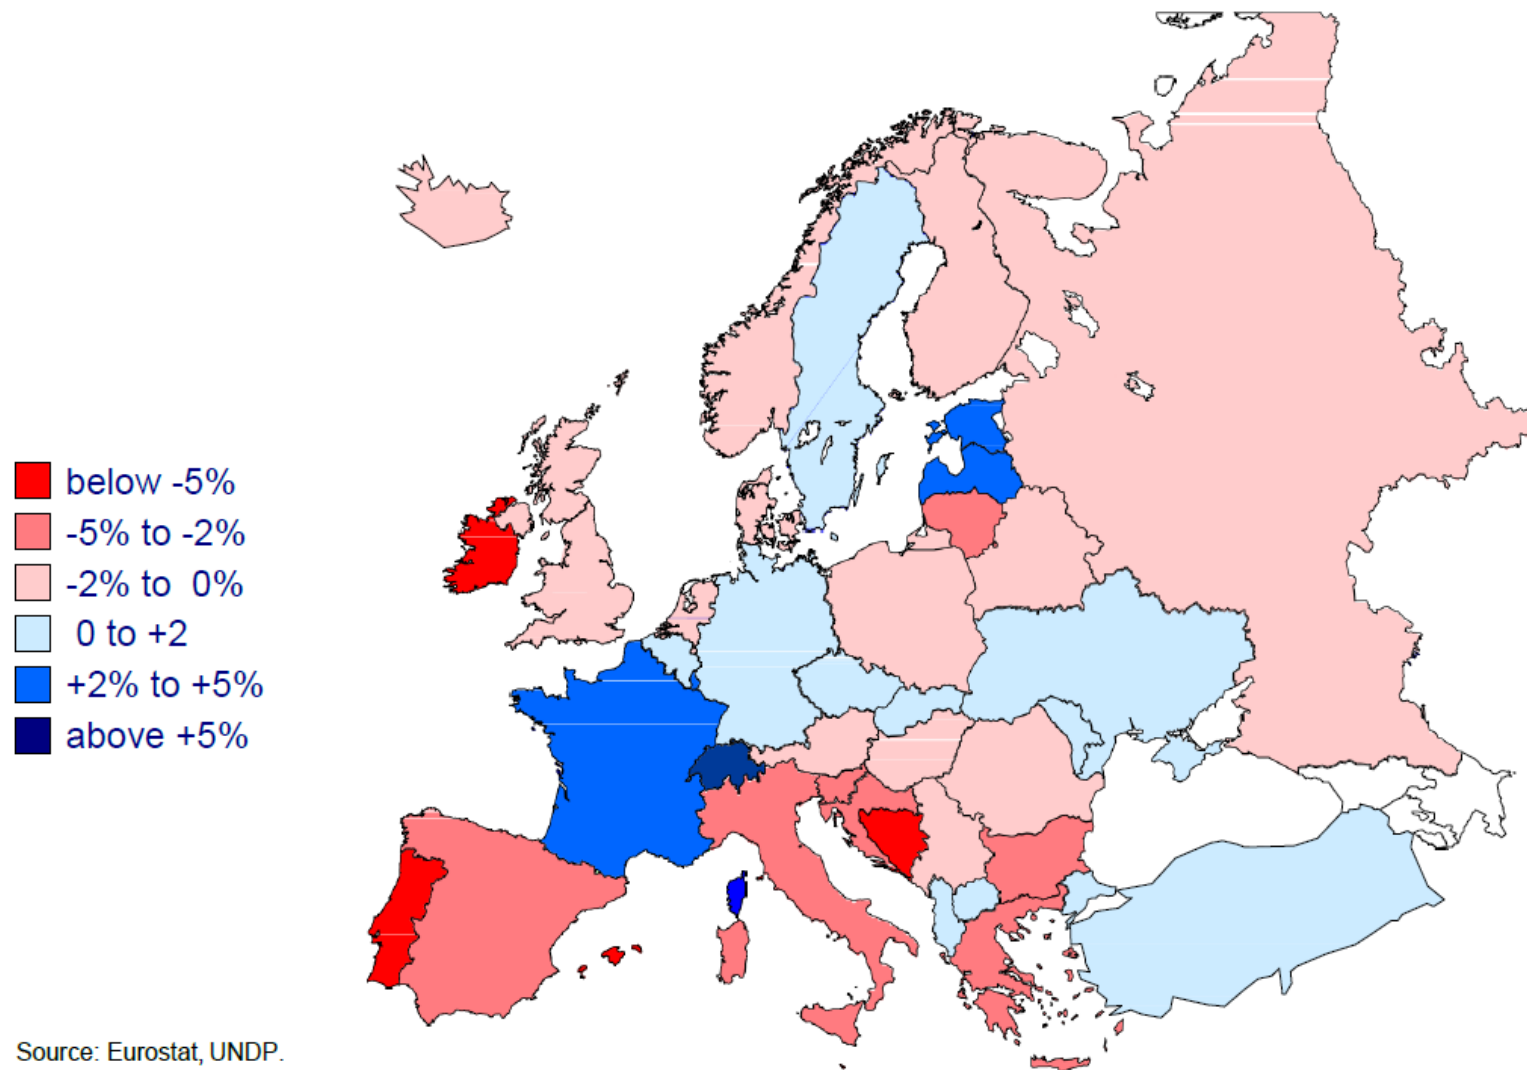 below -5%
-5% to -2%
-2% to 0%
0 to +2
+2% to +5%
above +5%
Source: Eurostat, UNDP.